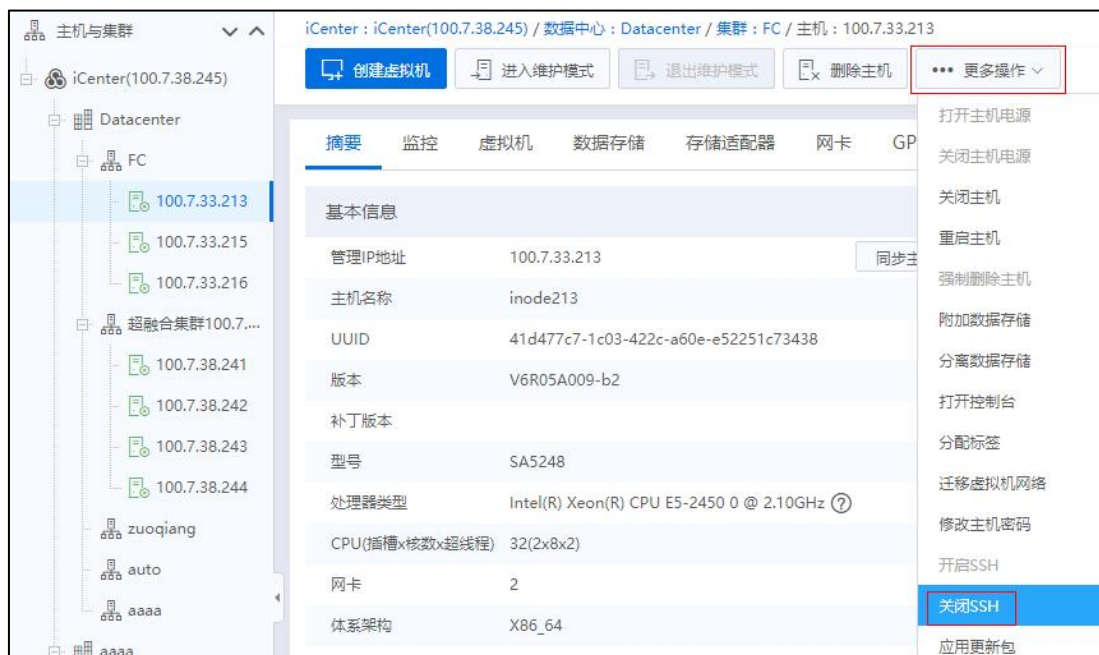 主机与集群
iCenter(100.7.38.245)
Datacenter
FC
100.7.33.213
100.7.33.215
100.7.33.216
超融合集群100.7....
100.7.38.241
100.7.38.242
100.7.38.243
100.7.38.244
zuoqiang
auto
aaaa
aaaa
iCenter：iCenter(100.7.38.245) / 数据中心：Datacenter / 集群：FC / 主机：100.7.33.213
创建虚拟机 进入维护模式 退出维护模式 删除主机 ••• 更多操作
摘要 监控 虚拟机 数据存储 存储适配器 网卡 GP
基本信息
管理IP地址 100.7.33.213 同步主
主机名称 inode213
UUID 41d477c7-1c03-422c-a60e-e52251c73438
版本 V6R05A009-b2
补丁版本
型号 SA5248
处理器类型 Intel(R) Xeon(R) CPU E5-2450 0 @ 2.10GHz ?
CPU(插槽x核数x超线程) 32(2x8x2)
网卡 2
体系架构 X86_64
打开主机电源
关闭主机电源
关闭主机
重启主机
强制删除主机
附加数据存储
分离数据存储
打开控制台
分配标签
迁移虚拟机网络
修改主机密码
开启SSH
关闭SSH
应用更新包